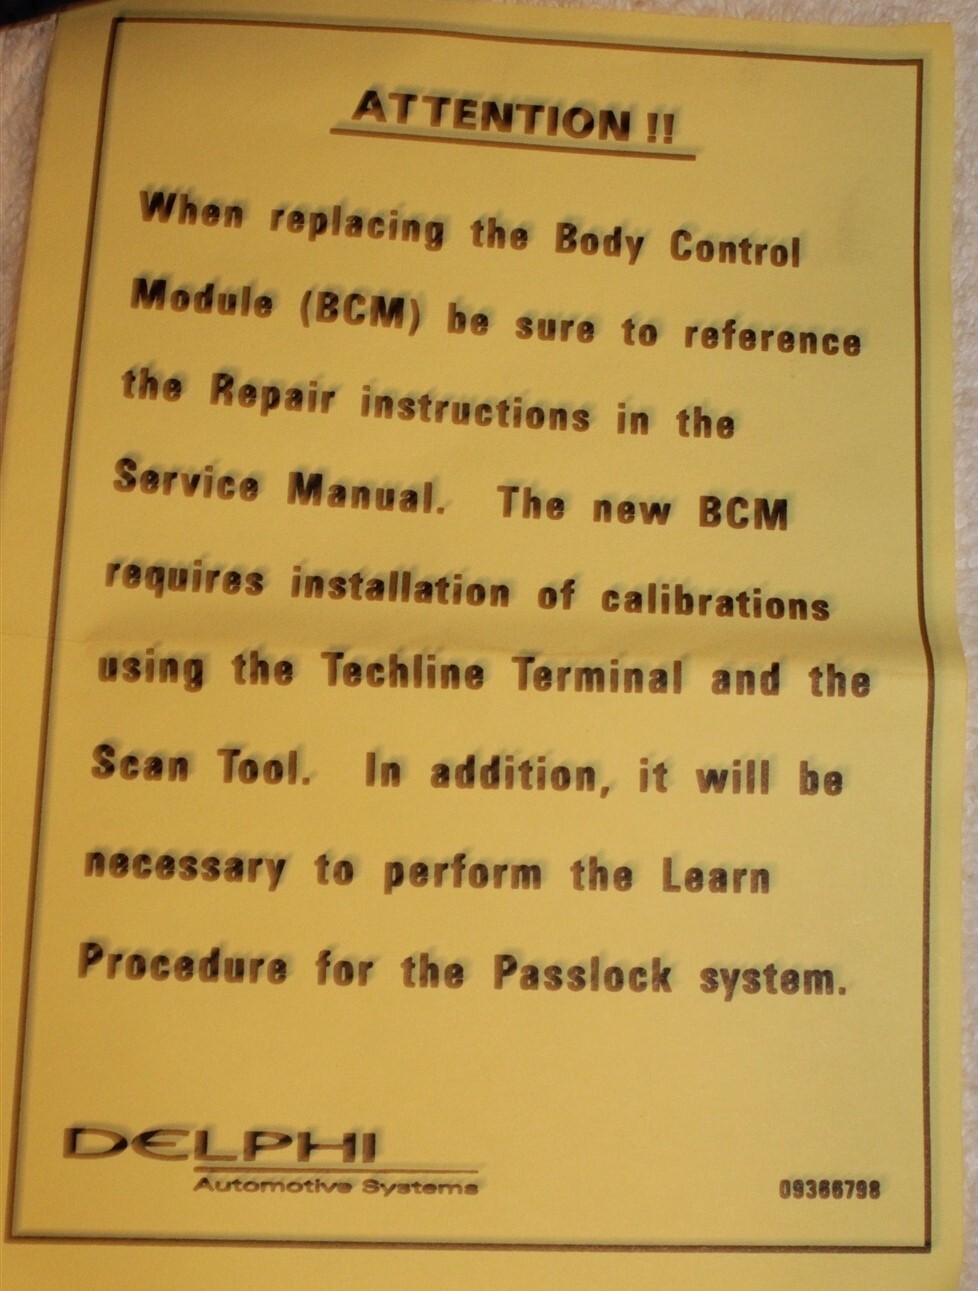 ATTENTION !!
When replacing the Body Control
Module (BCM) be sure to reference
the Repair instructions in the
Service Manual. The new BCM
requires installation of calibrations
using the Techline Terminal and the
Scan Tool. In addition, it will be
necessary to perform the Learn
Procedure for the Passlock system.
DELPHI
Automotive Systems
09366798